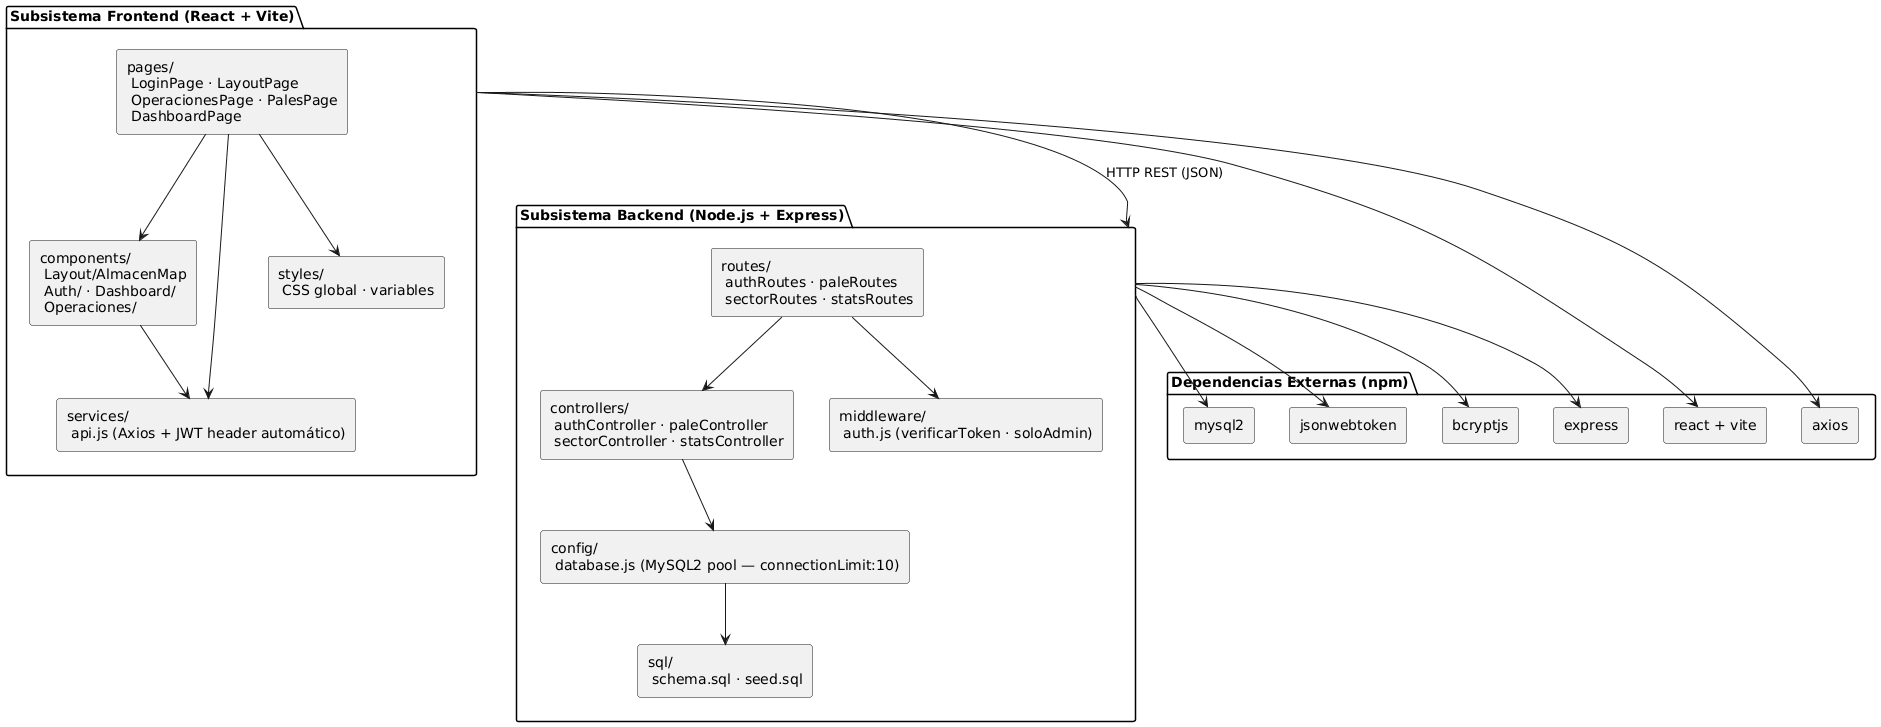 Subsistema Frontend (React + Vite)
pages/
LoginPage · LayoutPage
OperacionesPage · PalesPage
DashboardPage
components/
Layout/AlmacenMap
Auth/ · Dashboard/
Operaciones/
styles/
CSS global · variables
services/
api.js (Axios + JWT header automático)
HTTP REST (JSON)
Subsistema Backend (Node.js + Express)
routes/
authRoutes · paleRoutes
sectorRoutes · statsRoutes
controllers/
authController · paleController
sectorController · statsController
middleware/
auth.js (verificarToken · soloAdmin)
config/
database.js (MySQL2 pool — connectionLimit:10)
sql/
schema.sql · seed.sql
Dependencias Externas (npm)
mysql2
jsonwebtoken
bcryptjs
express
react + vite
axios